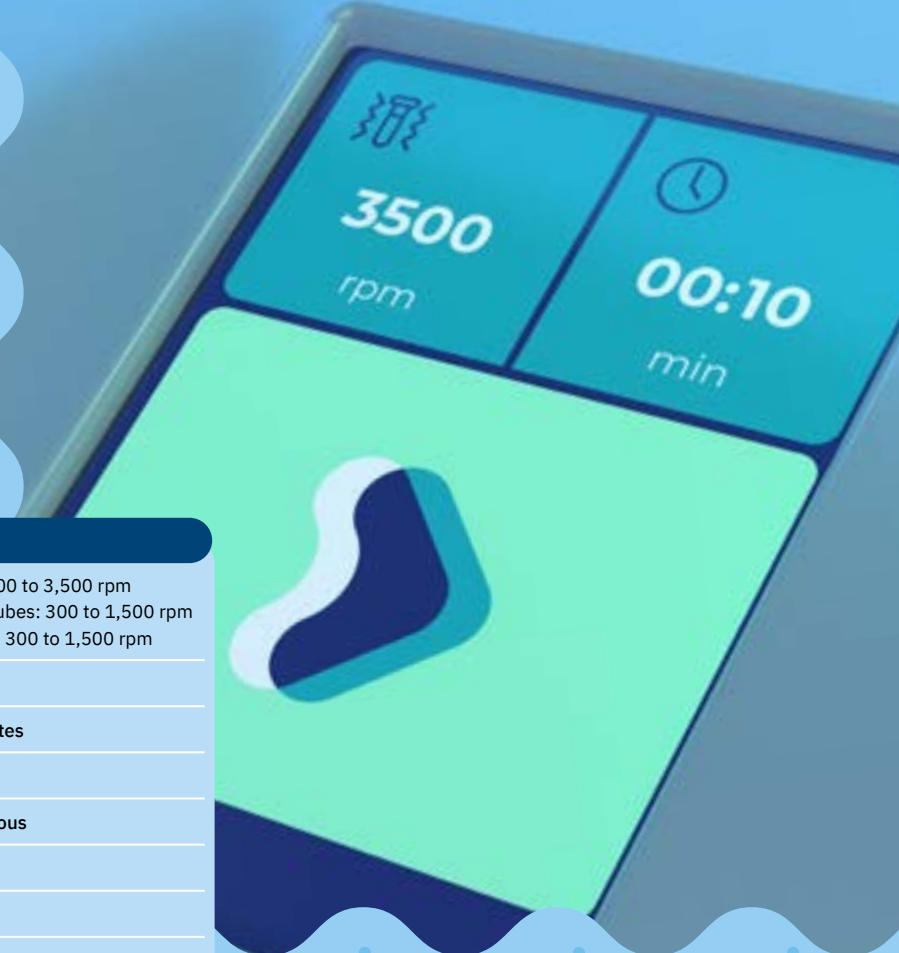 3500
rpm
00:10
min
00 to 3,500 rpm
ubes: 300 to 1,500 rpm
300 to 1,500 rpm
tes
ous